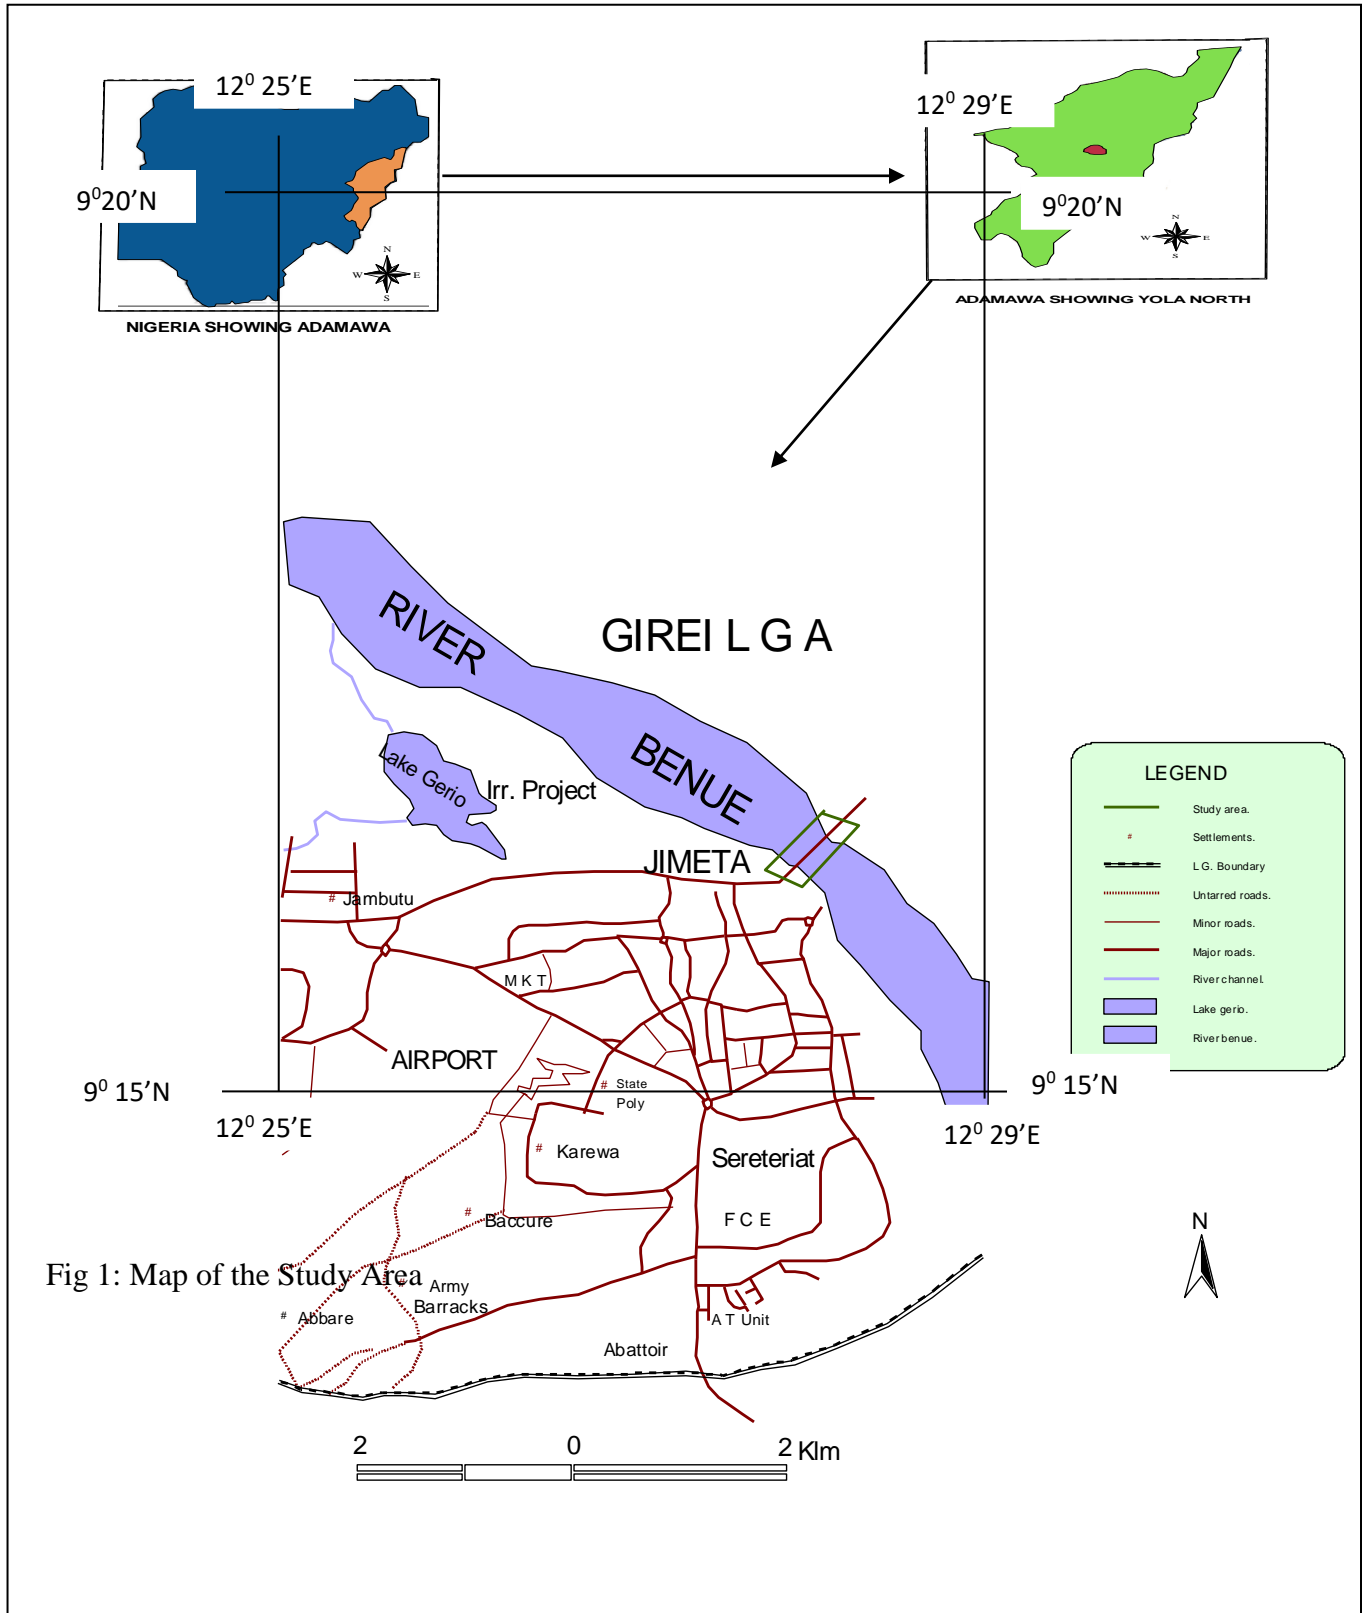 12⁰ 25’E
12⁰ 29’E
9⁰20’N
9⁰20’N
N
W E
S
N
W E
S
NIGERIA SHOWING ADAMAWA
ADAMAWA SHOWING YOLA NORTH
RIVER
GIREI L G A
BENUE
Lake Gerio
Irr. Project
JIMETA
# Jambutu
M K T
AIRPORT
# State
Poly
9⁰ 15’N
9⁰ 15’N
12⁰ 25’E
12⁰ 29’E
# Karewa
Sereteriat
# Baccure
F C E
Fig 1: Map of the Study Area
# Army
Barracks
# Abbare
A T Unit
Abattoir
LEGEND
Study area.
# Settlements.
L.G. Boundary
Untarred roads.
Minor roads.
Major roads.
River channel.
Lake gerio.
River benue.
N
2 0 2 Klm